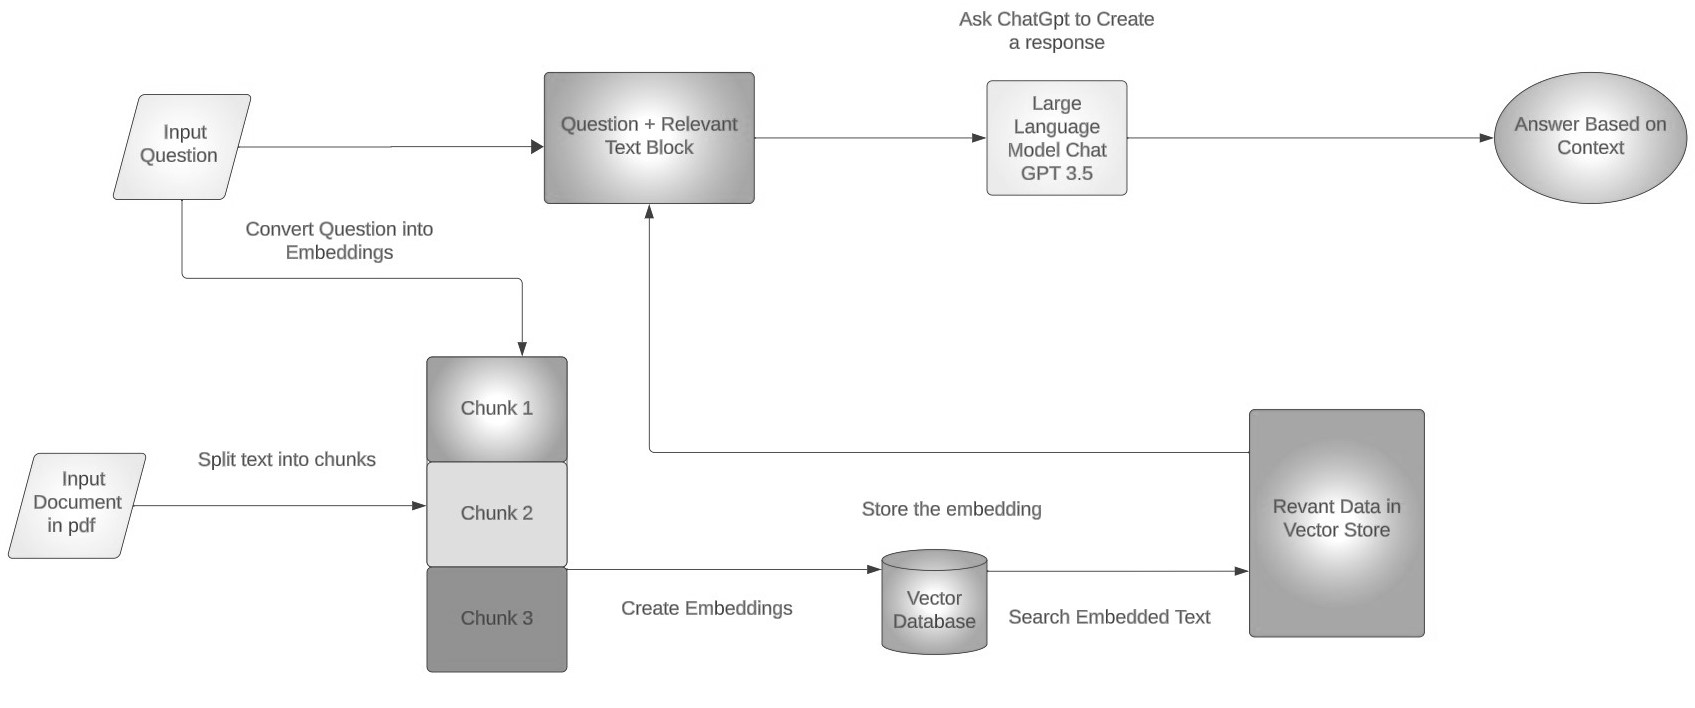 Ask ChatGpt to Create
a response
Input
Question
Question + Relevant
Text Block
Large
Language
Model Chat
GPT 3.5
Answer Based on
Context
Convert Question into
Embeddings
Chunk 1
Split text into chunks
Input
Document
in pdf
Chunk 2
Store the embedding
Revant Data in
Vector Store
Chunk 3
Create Embeddings
Vector
Database
Search Embedded Text